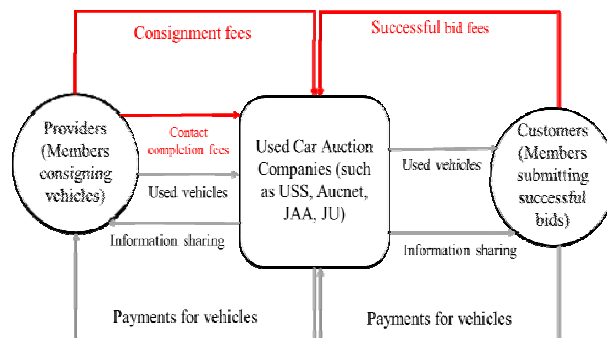 Consignment fees
Successful bid fees
Providers
(Members
consigning
vehicles)
Contact
completion fees
Used vehicles
Information sharing
Used Car Auction
Companies (such
as USS, Aucnet,
JAA, JU)
Used vehicles
Information sharing
Customers
(Members
submitting
successful
bids)
Payments for vehicles
Payments for vehicles